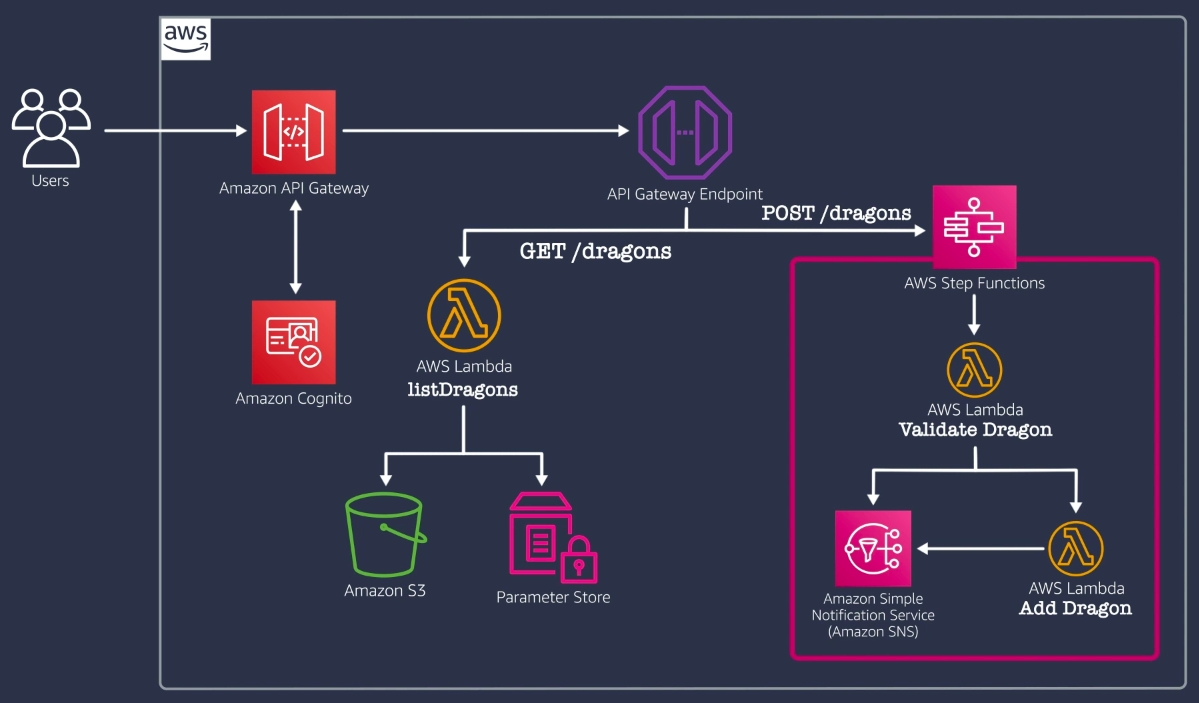 aws
Users
Amazon API Gateway
API Gateway Endpoint
POST /dragons
GET /dragons
AWS Step Functions
AWS Lambda
listDragons
Amazon Cognito
AWS Lambda
Validate Dragon
Amazon S3
Parameter Store
Amazon Simple
Notification Service
(Amazon SNS)
AWS Lambda
Add Dragon